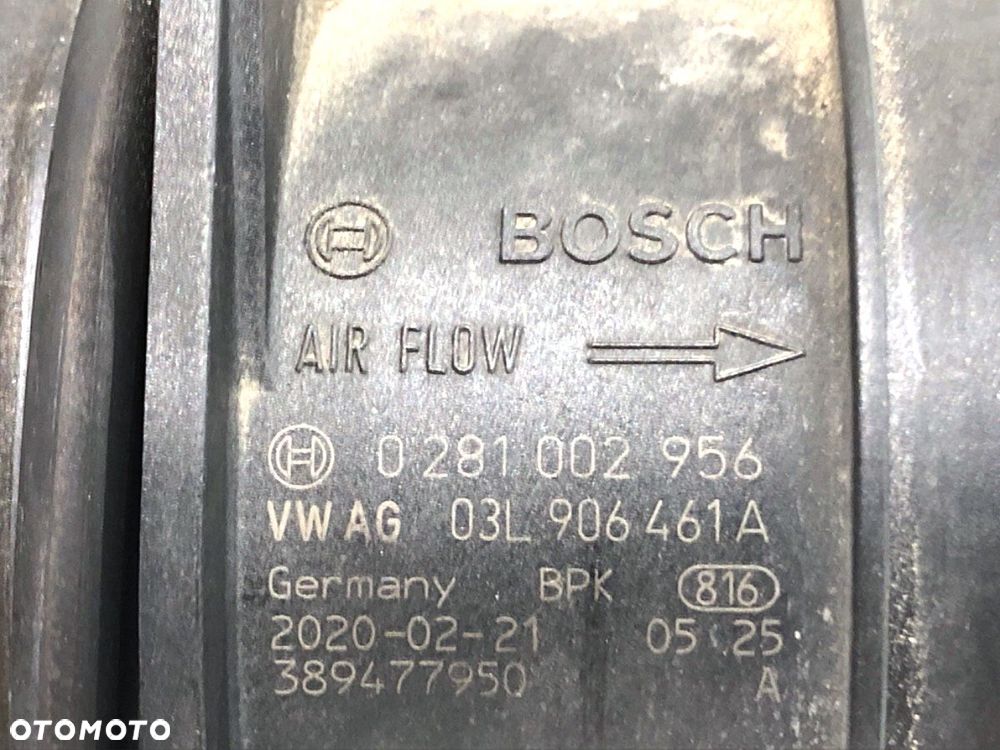 BOSCH
AIR FLOW
0 281 002 956
VW AG 03L 906 461 A
Germany BPK 816
2020-02-21 05:25
389477950 A
OTOMOTO